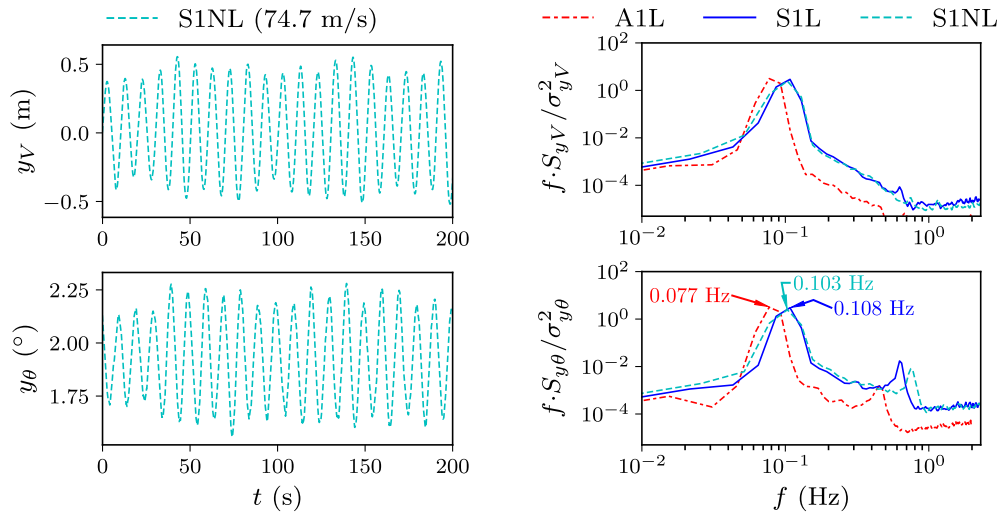 S1NL (74.7 m/s)
A1L S1L S1NL
0.5
0.0
−0.5
y_V (m)
0 50 100 150 200
10^2
10^0
10^−2
10^−4
f·S_yV/σ²_yV
10^−2 10^−1 10^0
2.25
2.00
1.75
y_θ (°)
0 50 100 150 200
t (s)
10^2
10^0
10^−2
10^−4
f·S_yθ/σ²_yθ
0.077 Hz
0.103 Hz
0.108 Hz
10^−2 10^−1 10^0
f (Hz)